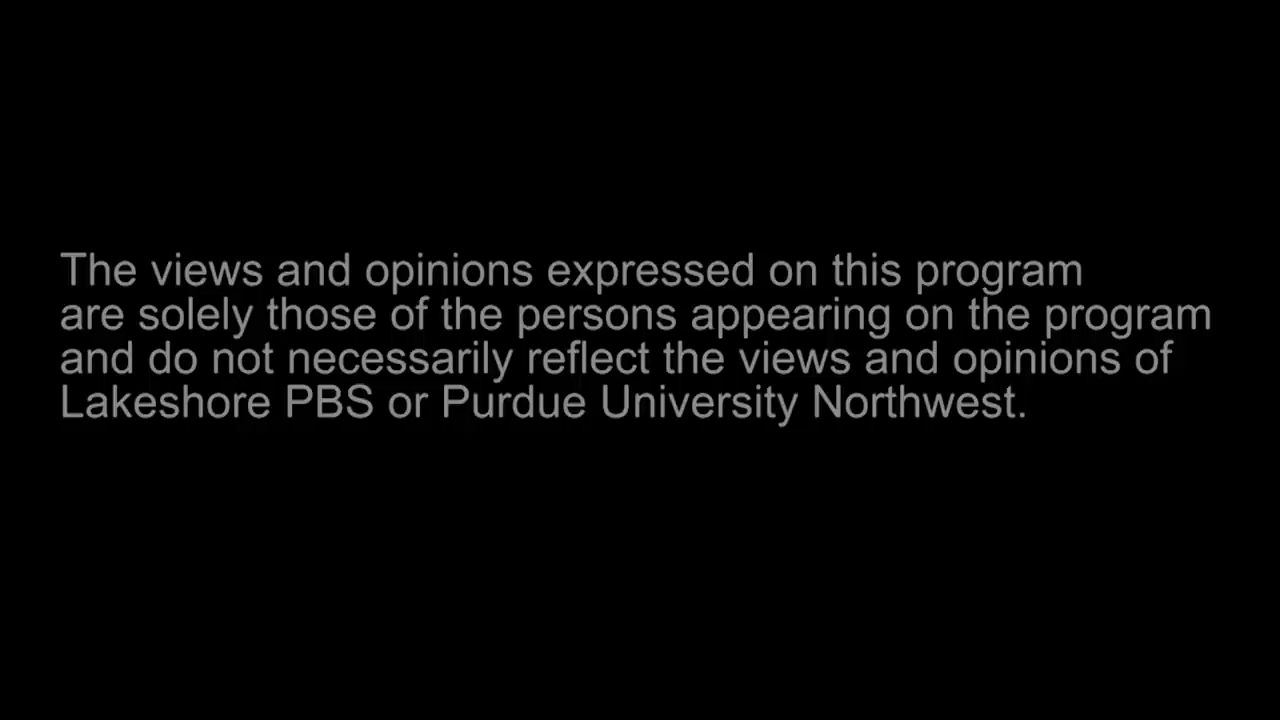 The views and opinions expressed on this program
are solely those of the persons appearing on the program
and do not necessarily reflect the views and opinions of
Lakeshore PBS or Purdue University Northwest.